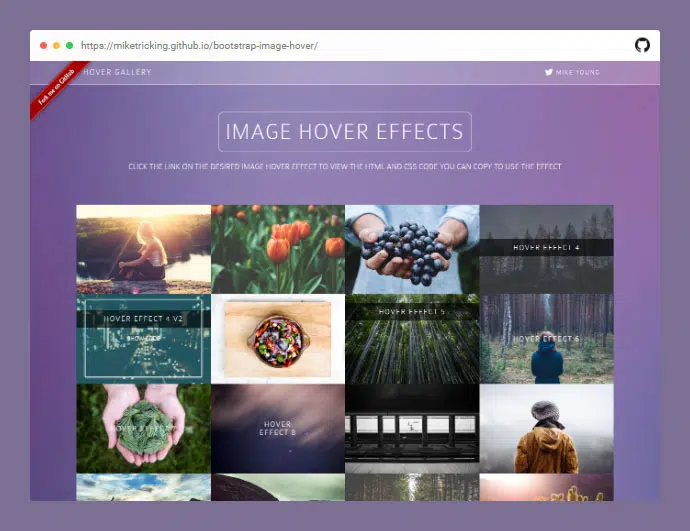 https://miketricking.github.io/bootstrap-image-hover/
Fork me on GitHub
HOVER GALLERY
MIKE YOUNG
IMAGE HOVER EFFECTS
CLICK THE LINK ON THE DESIRED IMAGE HOVER EFFECT TO VIEW THE HTML AND CSS CODE YOU CAN COPY TO USE THE EFFECT
HOVER EFFECT 4
HOVER EFFECT 4 V2
SHOW CODE
HOVER EFFECT 5
HOVER EFFECT 6
HOVER EFFECT
HOVER
EFFECT 8